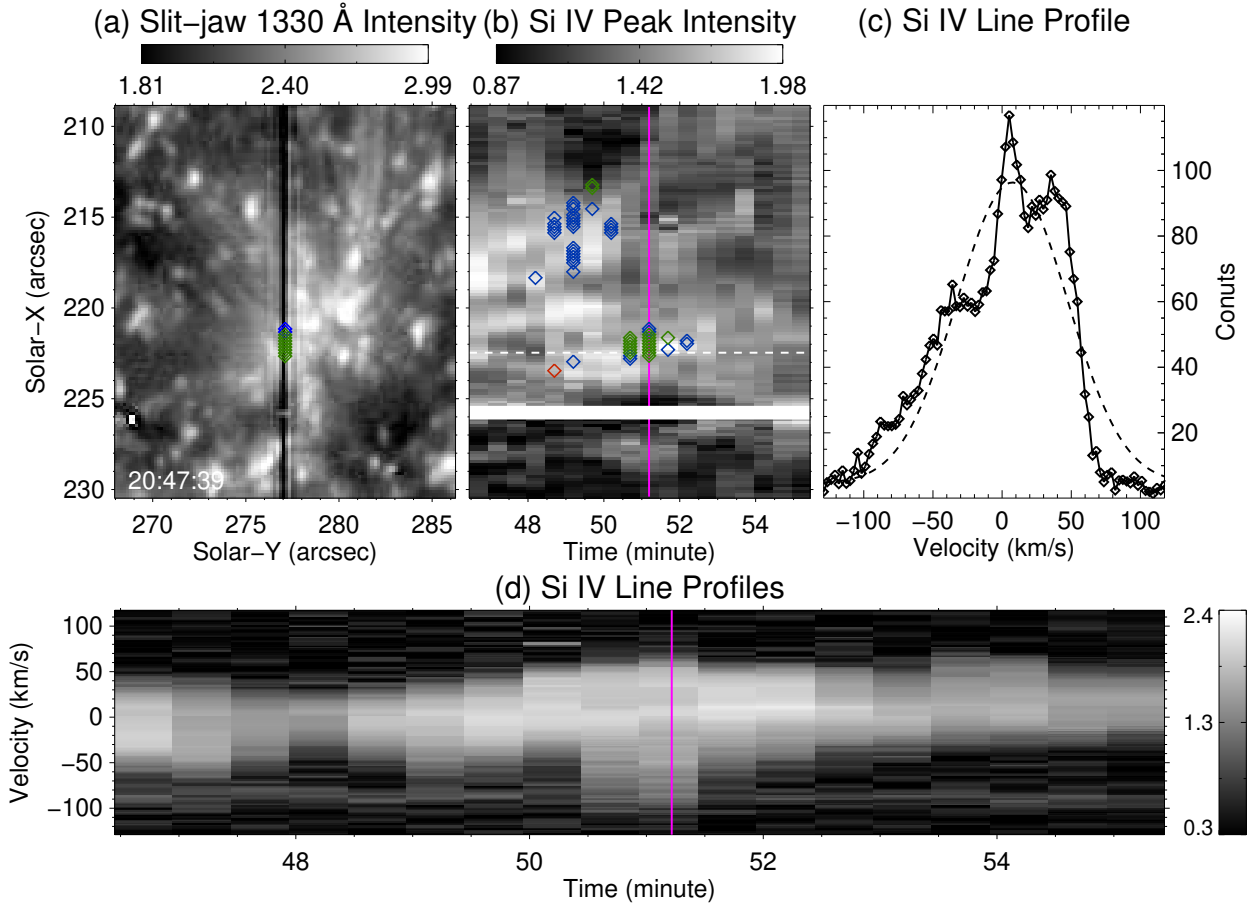 (a) Slit-jaw 1330 Å Intensity
1.81 2.40 2.99
210
215
220
225
230
Solar-X (arcsec)
20:47:39
270 275 280 285
Solar-Y (arcsec)
(b) Si IV Peak Intensity
0.87 1.42 1.98
48 50 52 54
Time (minute)
(c) Si IV Line Profile
100
80
60
40
20
Conuts
-100 -50 0 50 100
Velocity (km/s)
(d) Si IV Line Profiles
100
50
0
-50
-100
Velocity (km/s)
48 50 52 54
Time (minute)
2.4
1.3
0.3